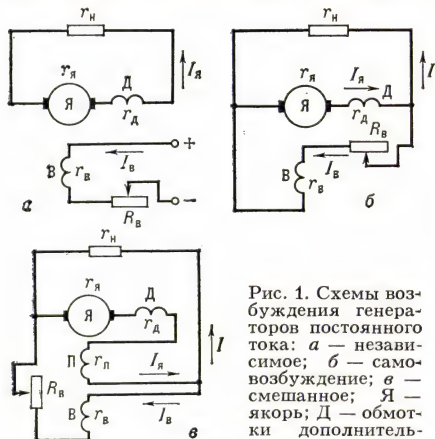 rн
rя
Я
Д
rд
Iя
+
В
rв
Iв
Rв
−
а
rн
rя
Я
Iя
Д
rд
I
Rв
Iв
В
rв
б
rн
rя
Я
Д
rд
П
rп
Iя
I
Rв
В
rв
Iв
в
Рис. 1. Схемы воз-
буждения генера-
торов постоянного
тока: а — незави-
симое; б — само-
возбуждение; в —
смешанное; Я —
якорь; Д — обмот-
ки дополнитель-